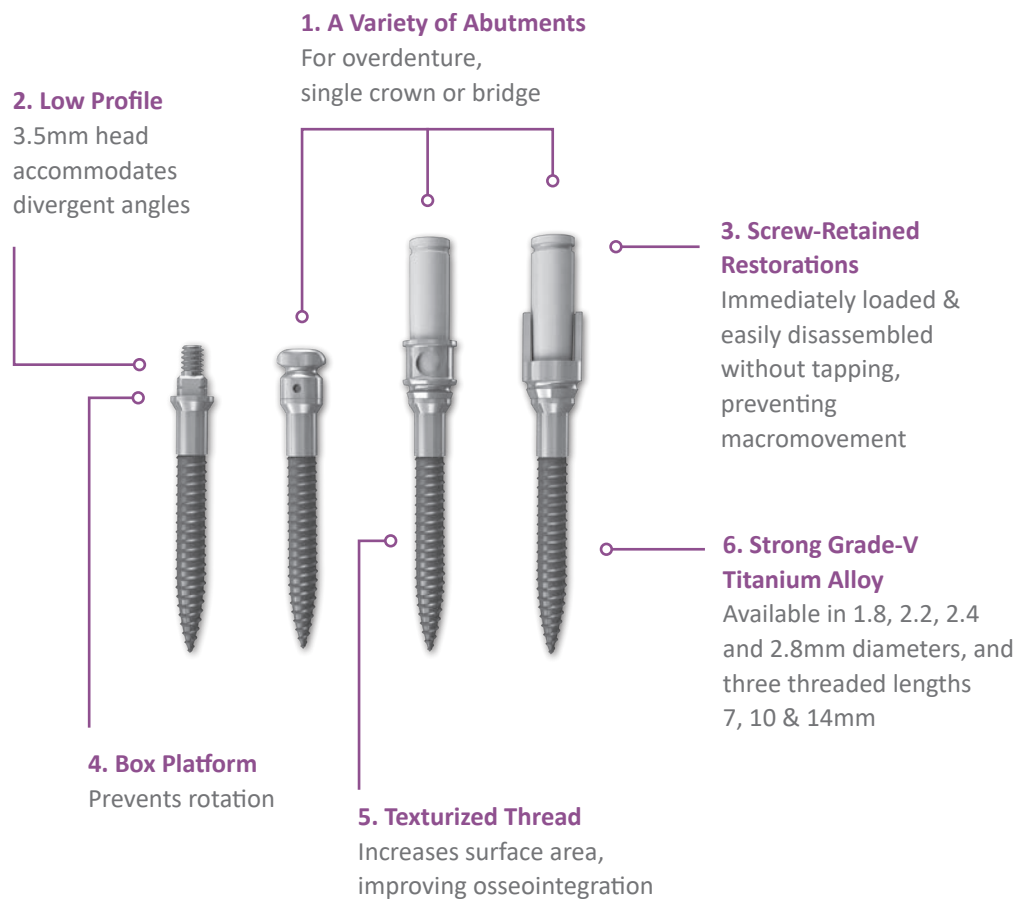 1. A Variety of Abutments
For overdenture,
single crown or bridge
2. Low Profile
3.5mm head
accommodates
divergent angles
3. Screw-Retained
Restorations
Immediately loaded &
easily disassembled
without tapping,
preventing
macromovement
4. Box Platform
Prevents rotation
5. Texturized Thread
Increases surface area,
improving osseointegration
6. Strong Grade-V
Titanium Alloy
Available in 1.8, 2.2, 2.4
and 2.8mm diameters, and
three threaded lengths
7, 10 & 14mm